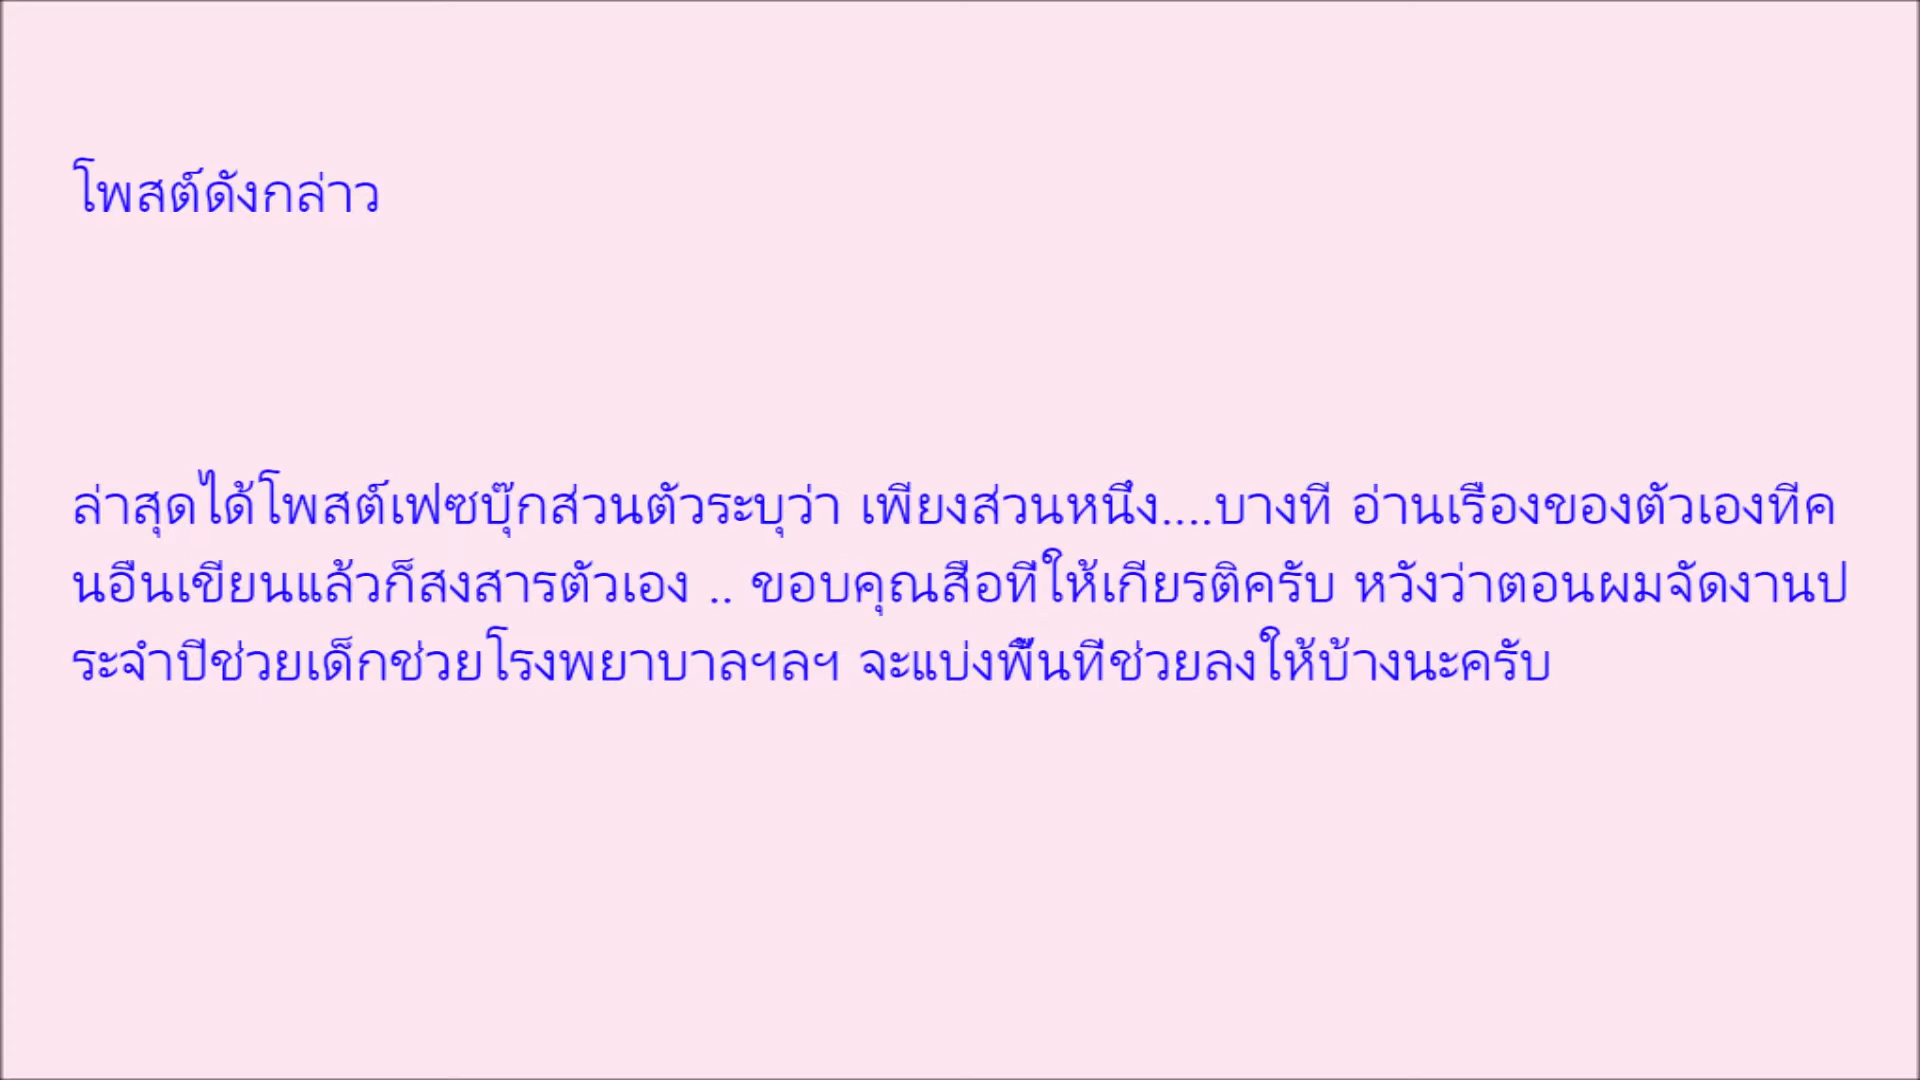 โพสต์ดังกล่าว
ล่าสุดได้โพสต์เฟซบุ๊กส่วนตัวระบุว่า เพียงส่วนหนึ่ง....บางที อ่านเรื่องของตัวเองที่ค
นอื่นเขียนแล้วก็สงสารตัวเอง .. ขอบคุณสื่อที่ให้เกียรติครับ หวังว่าตอนผมจัดงานป
ระจำปีช่วยเด็กช่วยโรงพยาบาลฯลฯ จะแบ่งพื้นที่ช่วยลงให้บ้างนะครับ